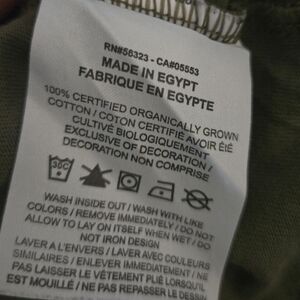 RN#56323 - CA#05553
MADE IN EGYPT
FABRIQUE EN EGYPTE
100% CERTIFIED ORGANICALLY GROWN
COTTON / COTON CERTIFIÉ AVOIR ÉTÉ
CULTIVÉ BIOLOGIQUEMENT
EXCLUSIVE OF DECORATION /
DÉCORATION NON COMPRISE
30C
WASH INSIDE OUT / WASH WITH LIKE
COLORS / REMOVE IMMEDIATELY / DO NOT
ALLOW TO LAY ON ITSELF WHEN WET / DO
NOT IRON DESIGN
LAVER A L'ENVERS / LAVER AVEC COULEURS
SIMILAIRES / ENLEVER IMMEDIATEMENT / NE
PAS LAISSER LE VÊTEMENT PLIÉ LORSQU'IL
EST MOUILLÉ / NE PAS REPASSER LE DESSIN